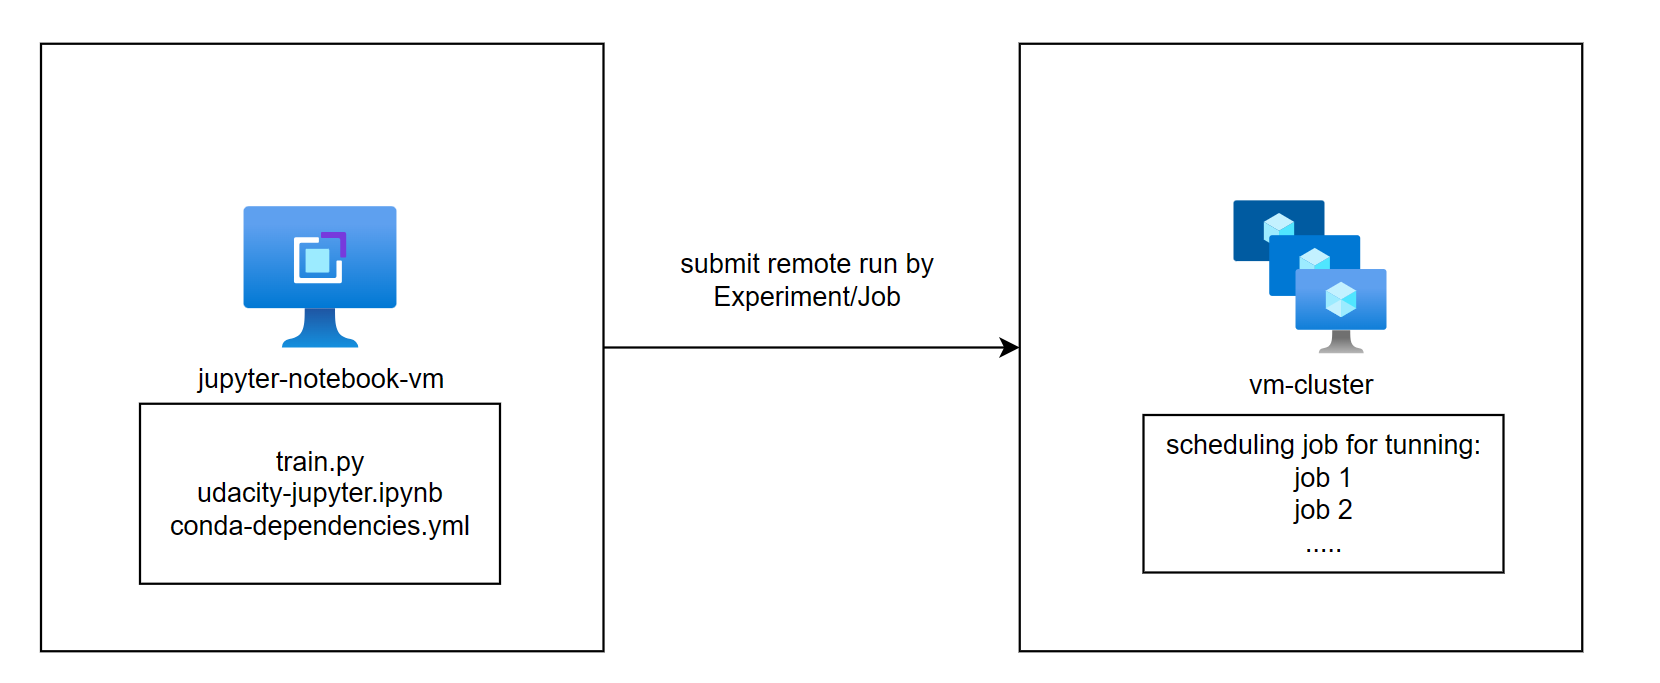 jupyter-notebook-vm
train.py
udacity-jupyter.ipynb
conda-dependencies.yml
submit remote run by
Experiment/Job
vm-cluster
scheduling job for tunning:
job 1
job 2
.....